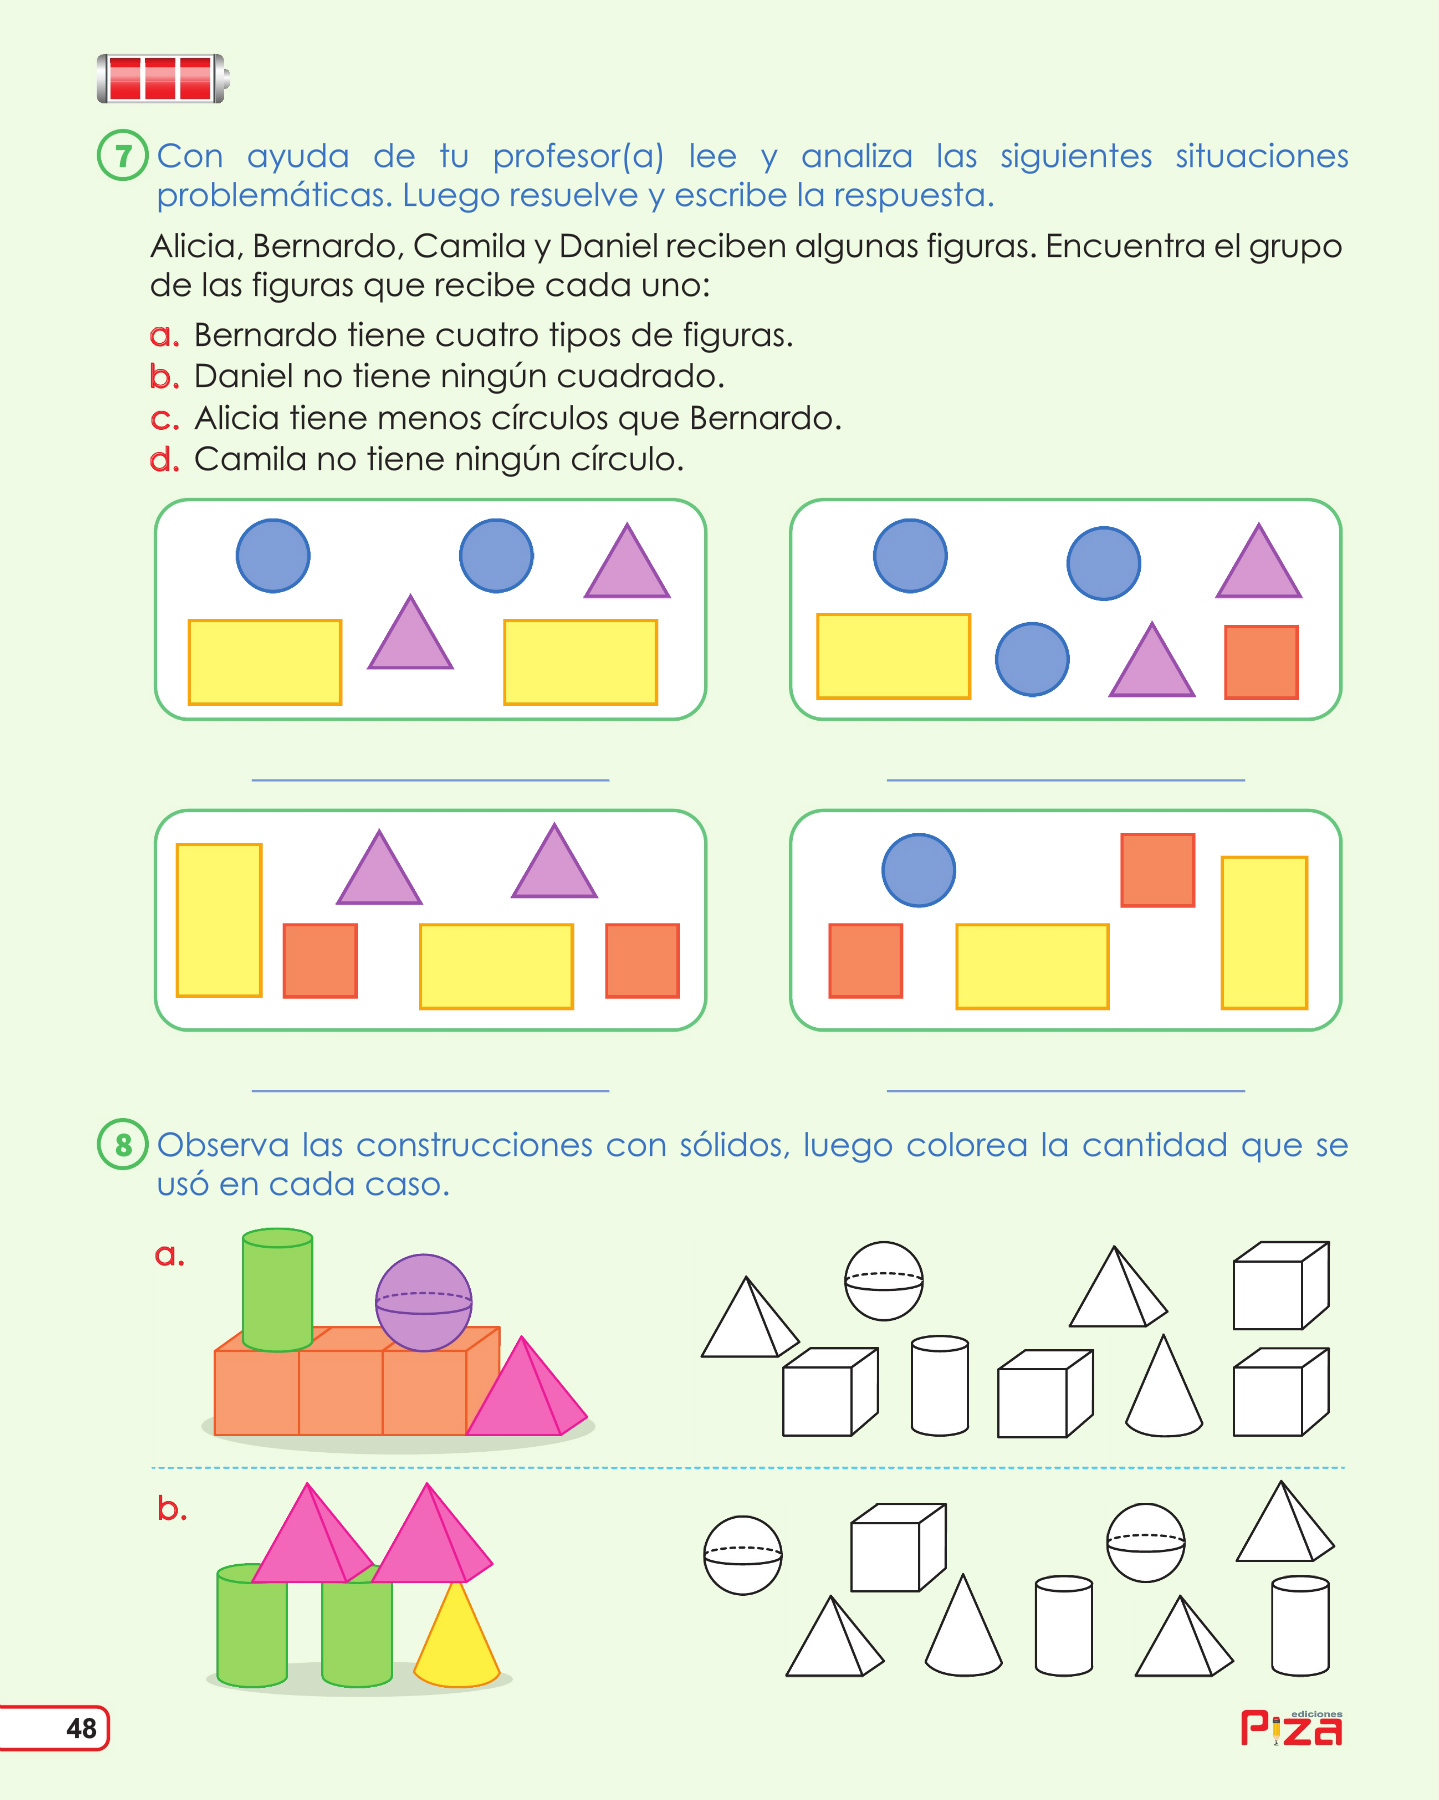 7 Con ayuda de tu profesor(a) lee y analiza las siguientes situaciones
problemáticas. Luego resuelve y escribe la respuesta.
Alicia, Bernardo, Camila y Daniel reciben algunas figuras. Encuentra el grupo
de las figuras que recibe cada uno:
a. Bernardo tiene cuatro tipos de figuras.
b. Daniel no tiene ningún cuadrado.
c. Alicia tiene menos círculos que Bernardo.
d. Camila no tiene ningún círculo.
8 Observa las construcciones con sólidos, luego colorea la cantidad que se
usó en cada caso.
a.
b.
48
ediciones
Piza